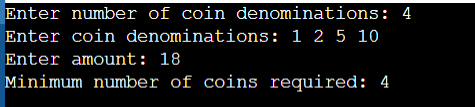 Enter number of coin denominations: 4
Enter coin denominations: 1 2 5 10
Enter amount: 18
Minimum number of coins required: 4